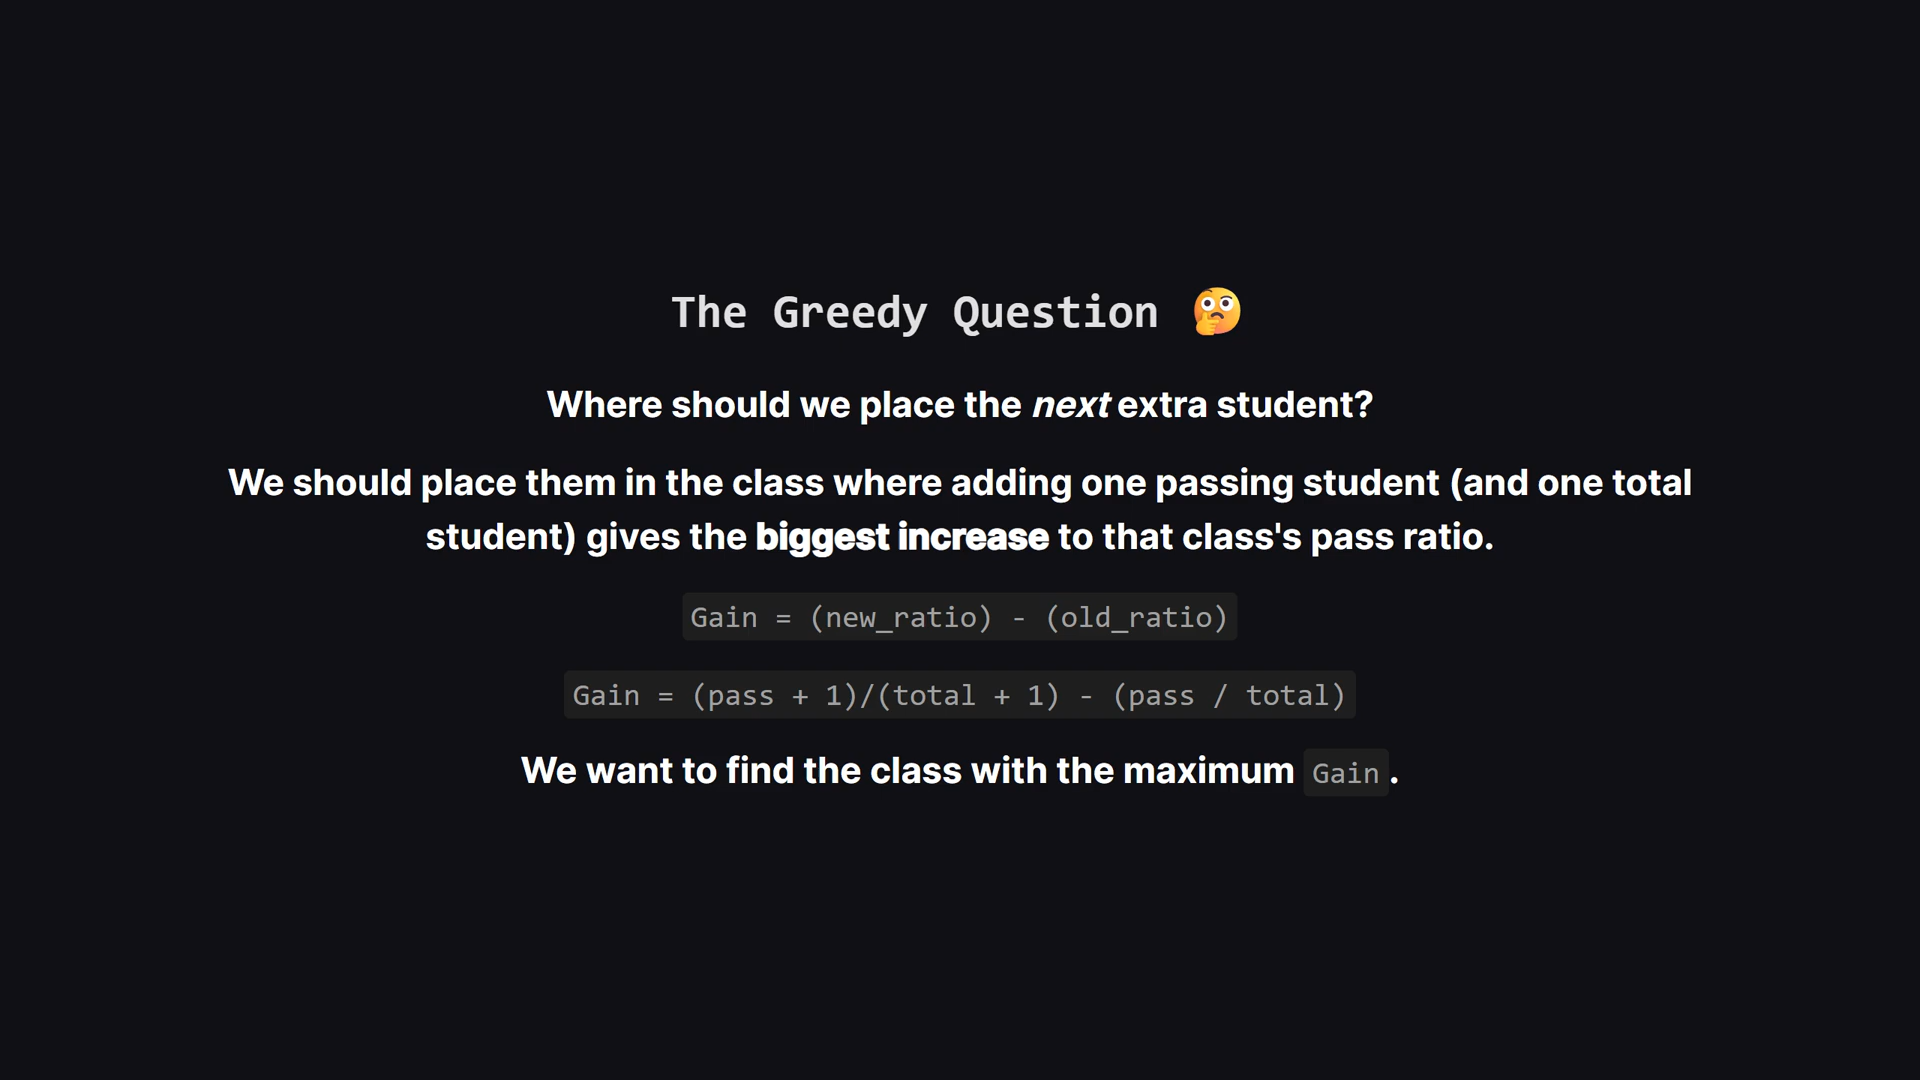 The Greedy Question 🤔
Where should we place the next extra student?
We should place them in the class where adding one passing student (and one total
student) gives the biggest increase to that class's pass ratio.
Gain = (new_ratio) - (old_ratio)
Gain = (pass + 1)/(total + 1) - (pass / total)
We want to find the class with the maximum Gain.